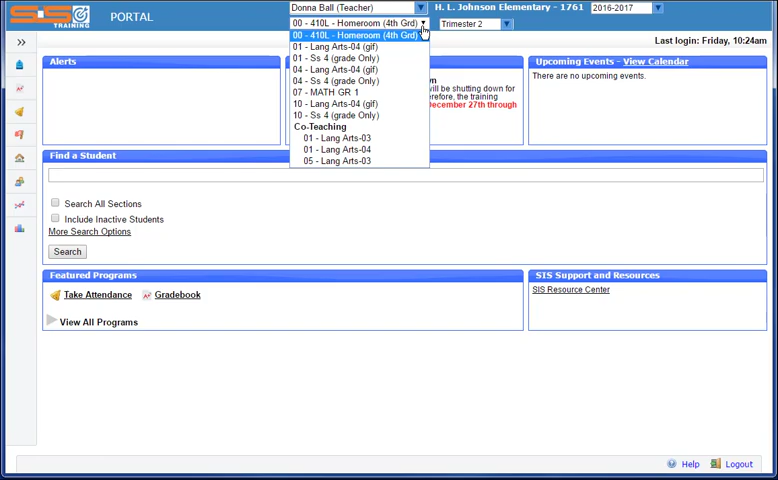 SIS
TRAINING
PORTAL
Donna Ball (Teacher)
H. L. Johnson Elementary - 1761
2016-2017
00 - 410L - Homeroom (4th Grd)
Trimester 2
Last login: Friday, 10:24am
00 - 410L - Homeroom (4th Grd)
01 - Lang Arts-04 (gif)
01 - Ss 4 (grade Only)
04 - Lang Arts-04 (gif)
04 - Ss 4 (grade Only)
07 - MATH GR 1
10 - Lang Arts-04 (gif)
10 - Ss 4 (grade Only)
Co-Teaching
01 - Lang Arts-03
01 - Lang Arts-04
05 - Lang Arts-03
Alerts
will be shutting down for
erefore, the training
December 27th through
Upcoming Events - View Calendar
There are no upcoming events.
Find a Student
Search All Sections
Include Inactive Students
More Search Options
Search
Featured Programs
Take Attendance
Gradebook
View All Programs
SIS Support and Resources
SIS Resource Center
Help
Logout